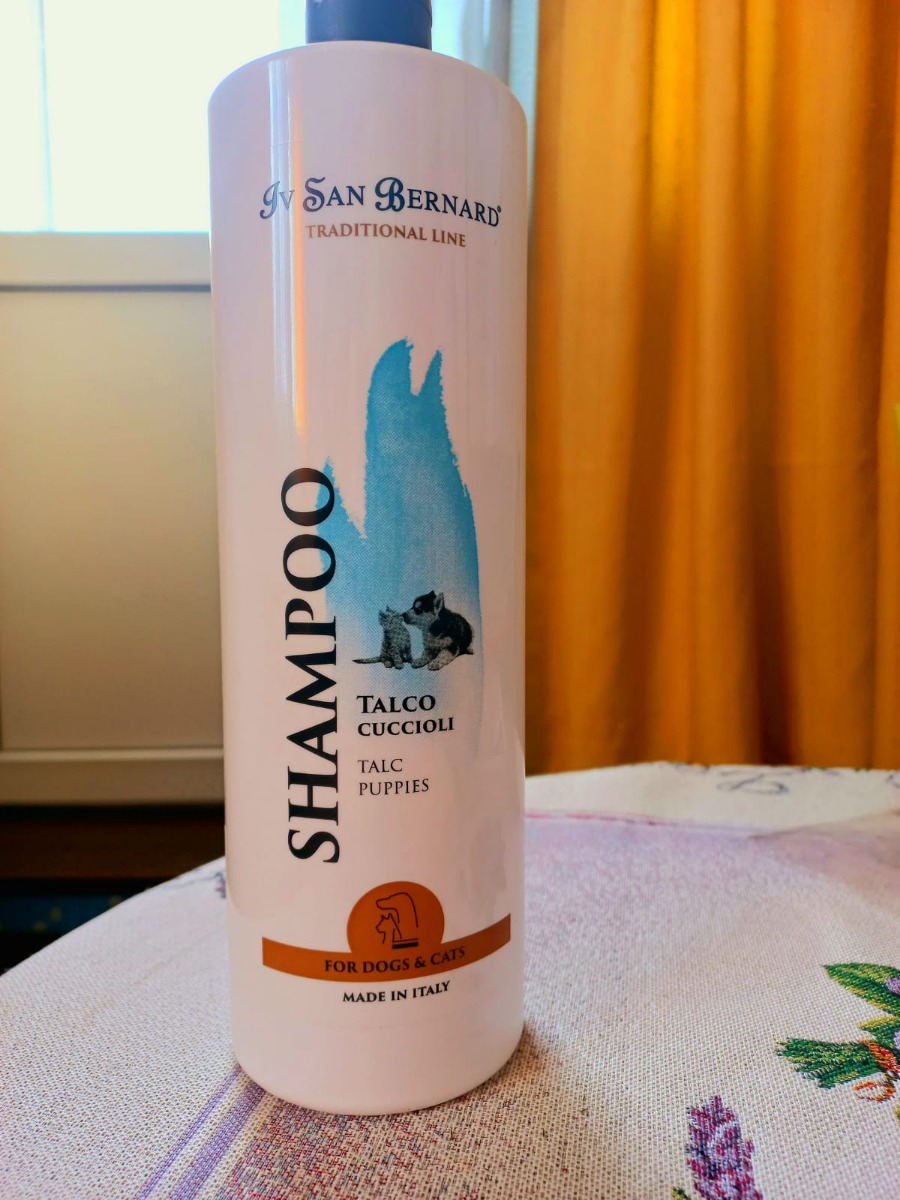 Iv San Bernard®
TRADITIONAL LINE
SHAMPOO
TALCO
CUCCIOLI
TALC
PUPPIES
FOR DOGS & CATS
MADE IN ITALY